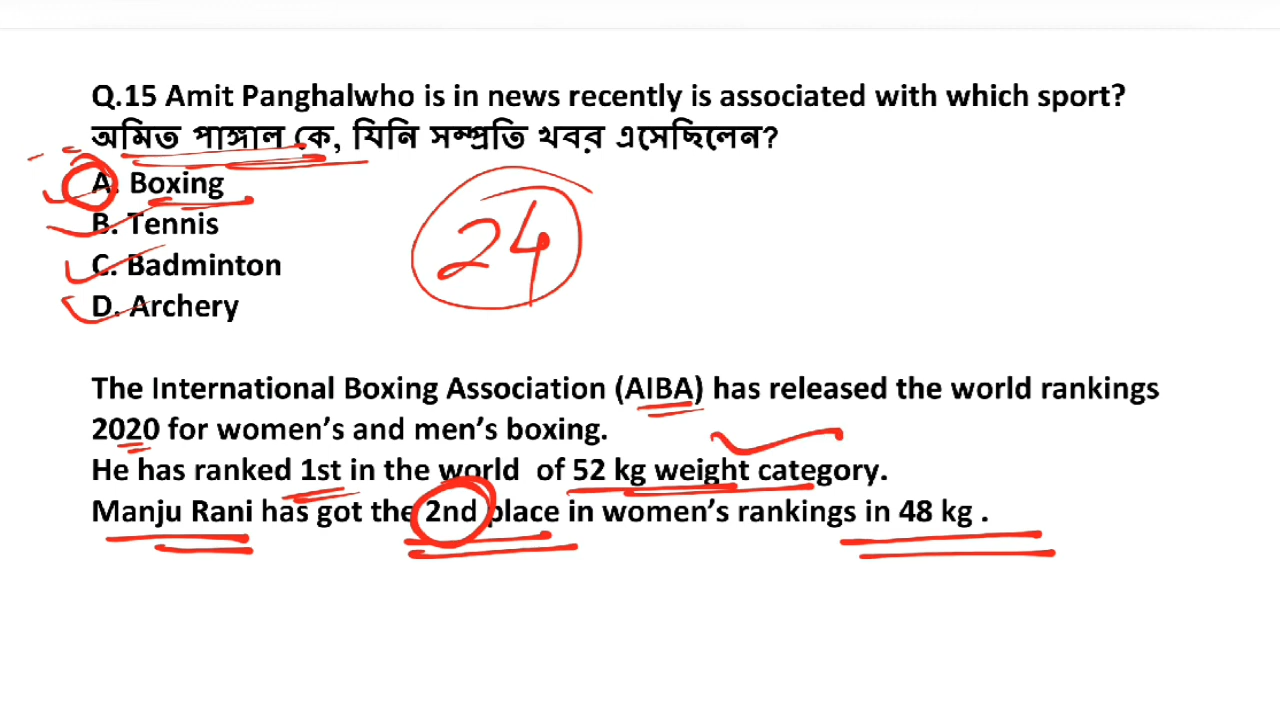 Q.15 Amit Panghalwho is in news recently is associated with which sport?
অমিত পাঙ্গাল কে, যিনি সম্প্রতি খবর এসেছিলেন?
A. Boxing
B. Tennis
24
C. Badminton
D. Archery
The International Boxing Association (AIBA) has released the world rankings
2020 for women's and men's boxing.
He has ranked 1st in the world of 52 kg weight category.
Manju Rani has got the 2nd place in women's rankings in 48 kg .